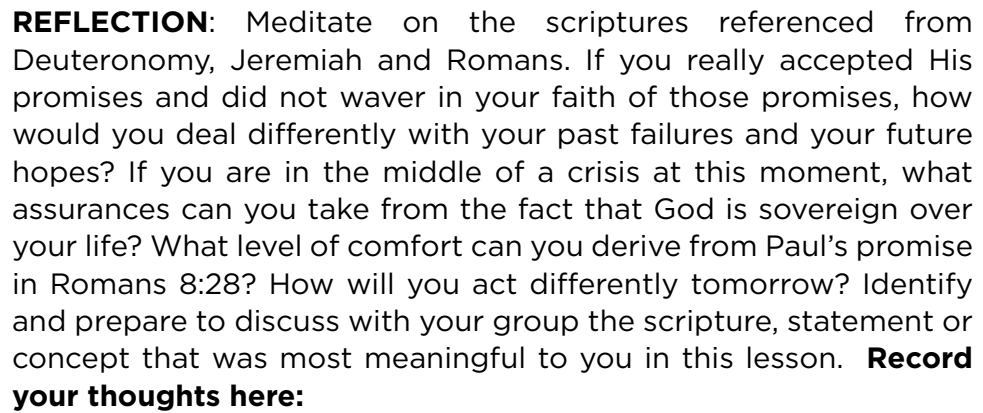 REFLECTION: Meditate on the scriptures referenced from
Deuteronomy, Jeremiah and Romans. If you really accepted His
promises and did not waver in your faith of those promises, how
would you deal differently with your past failures and your future
hopes? If you are in the middle of a crisis at this moment, what
assurances can you take from the fact that God is sovereign over
your life? What level of comfort can you derive from Paul’s promise
in Romans 8:28? How will you act differently tomorrow? Identify
and prepare to discuss with your group the scripture, statement or
concept that was most meaningful to you in this lesson. Record
your thoughts here: